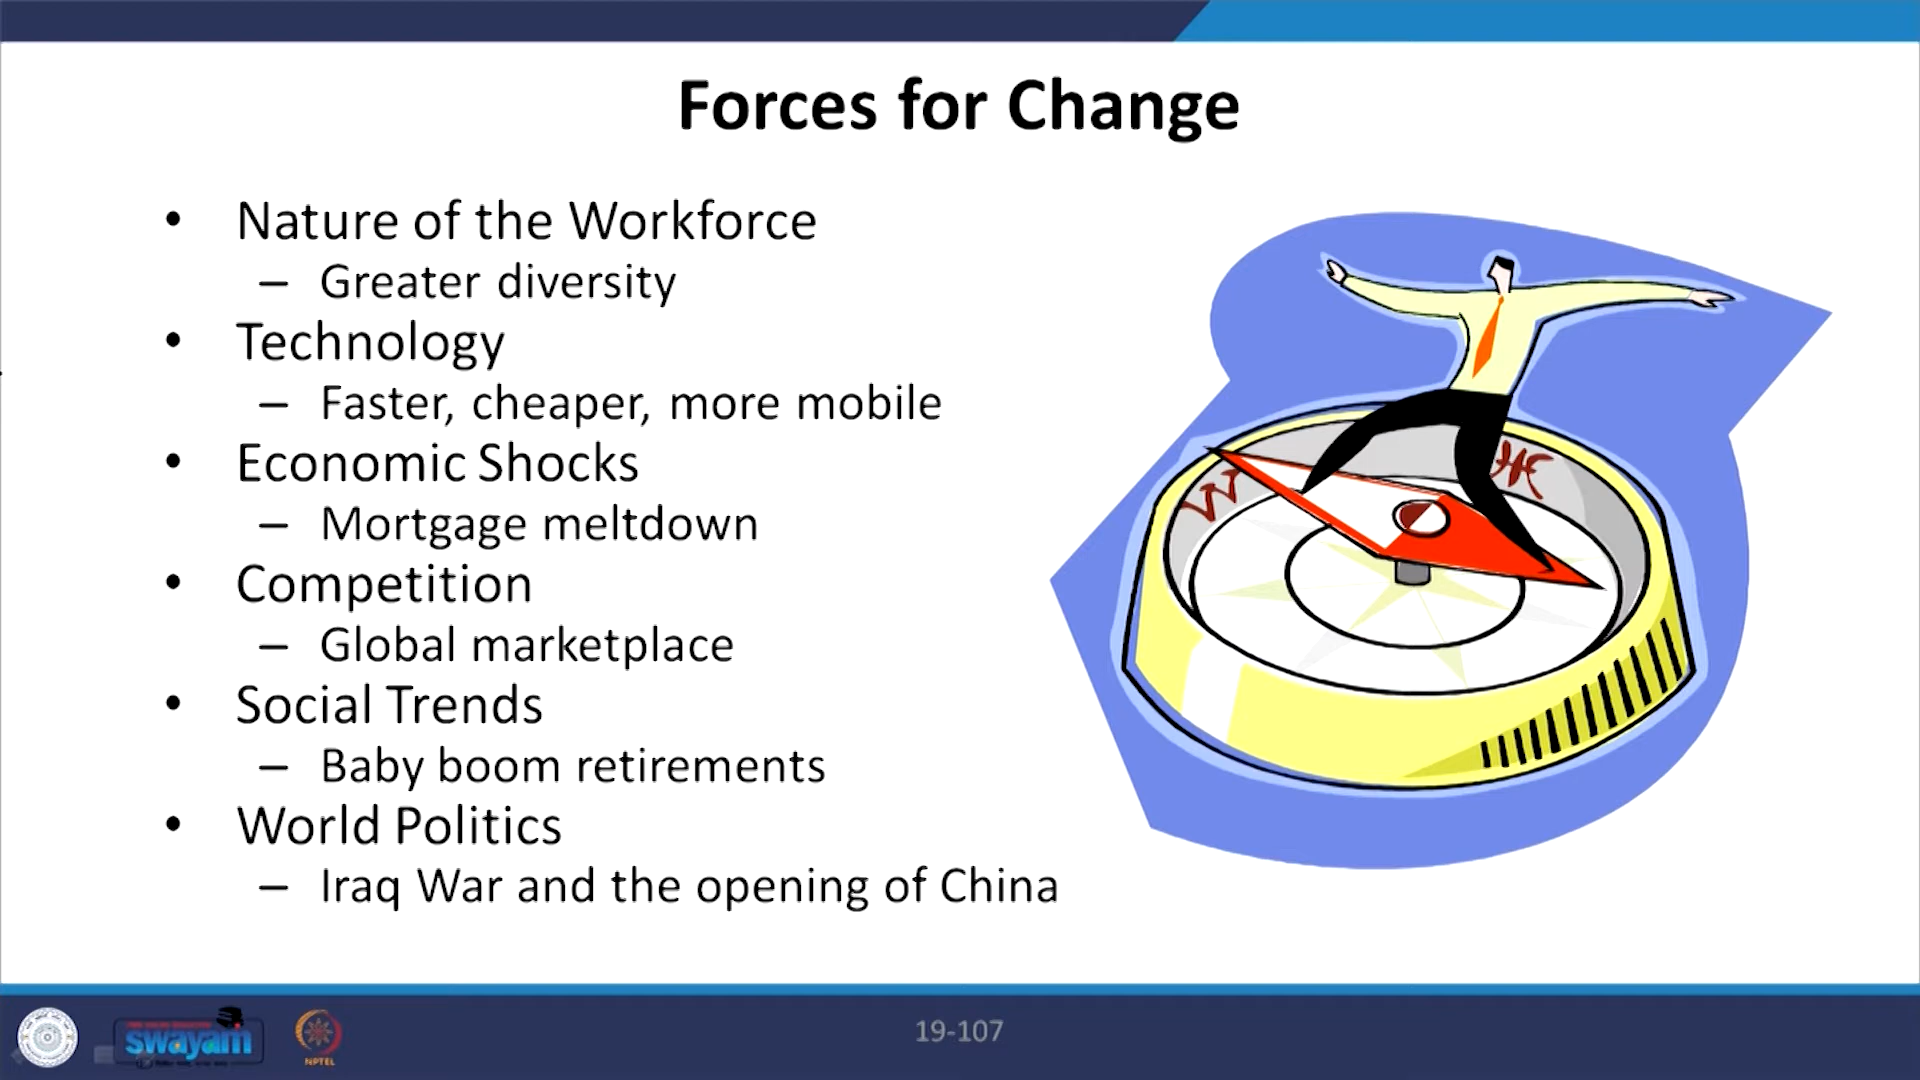 Forces for Change
• Nature of the Workforce
– Greater diversity
• Technology
– Faster, cheaper, more mobile
• Economic Shocks
– Mortgage meltdown
• Competition
– Global marketplace
• Social Trends
– Baby boom retirements
• World Politics
– Iraq War and the opening of China
W
swayam
NPTEL
19-107